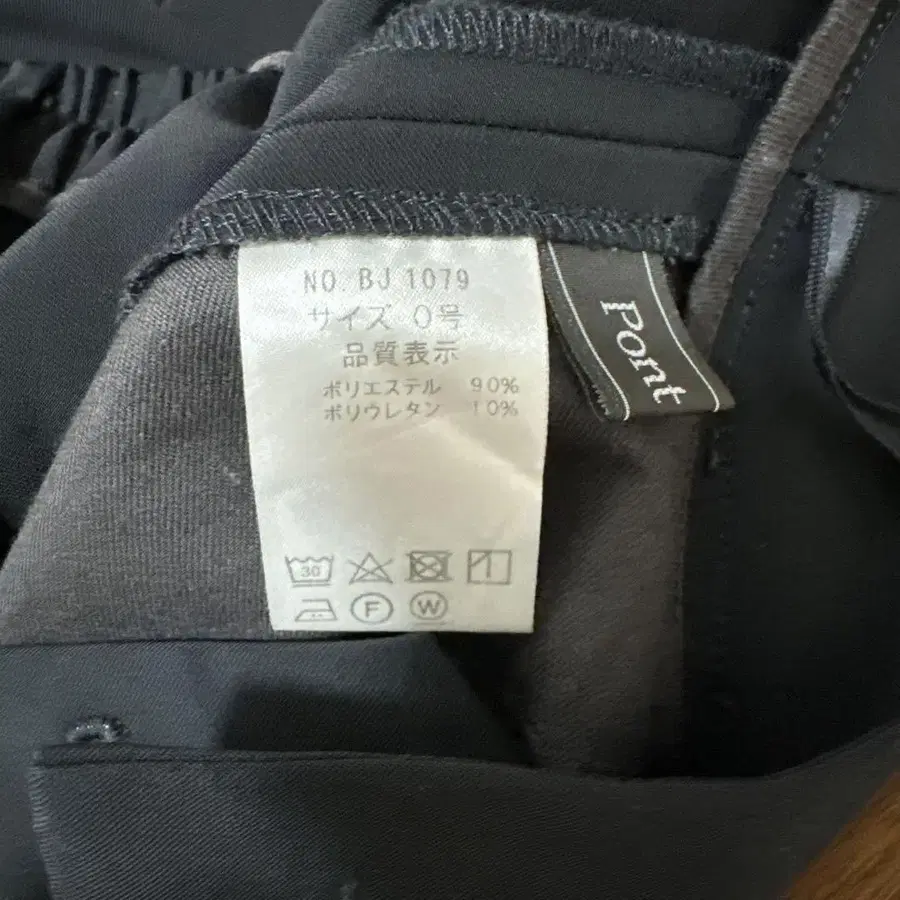 NO. BJ 1079
サイズ 0号
品質表示
ポリエステル 90%
ポリウレタン 10%
30
F
W
Pont